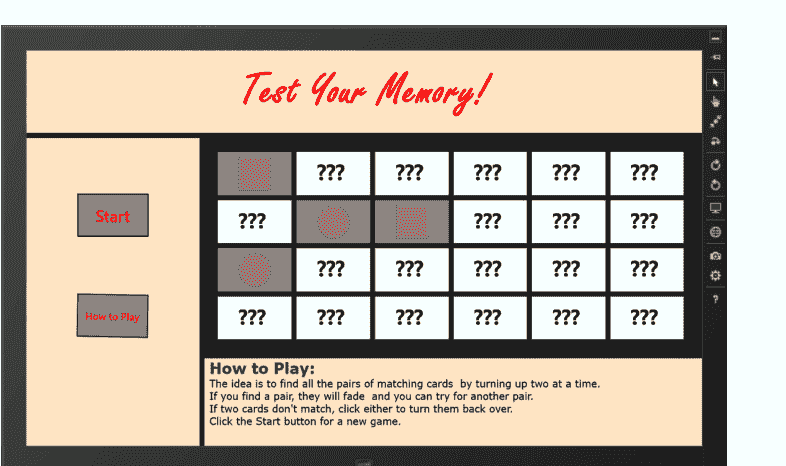 Test Your Memory!
??? ??? ??? ??? ???
Start
??? ??? ??? ???
??? ??? ??? ??? ???
How to Play
??? ??? ??? ??? ??? ???
How to Play:
The idea is to find all the pairs of matching cards by turning up two at a time.
If you find a pair, they will fade and you can try for another pair.
If two cards don't match, click either to turn them back over.
Click the Start button for a new game.